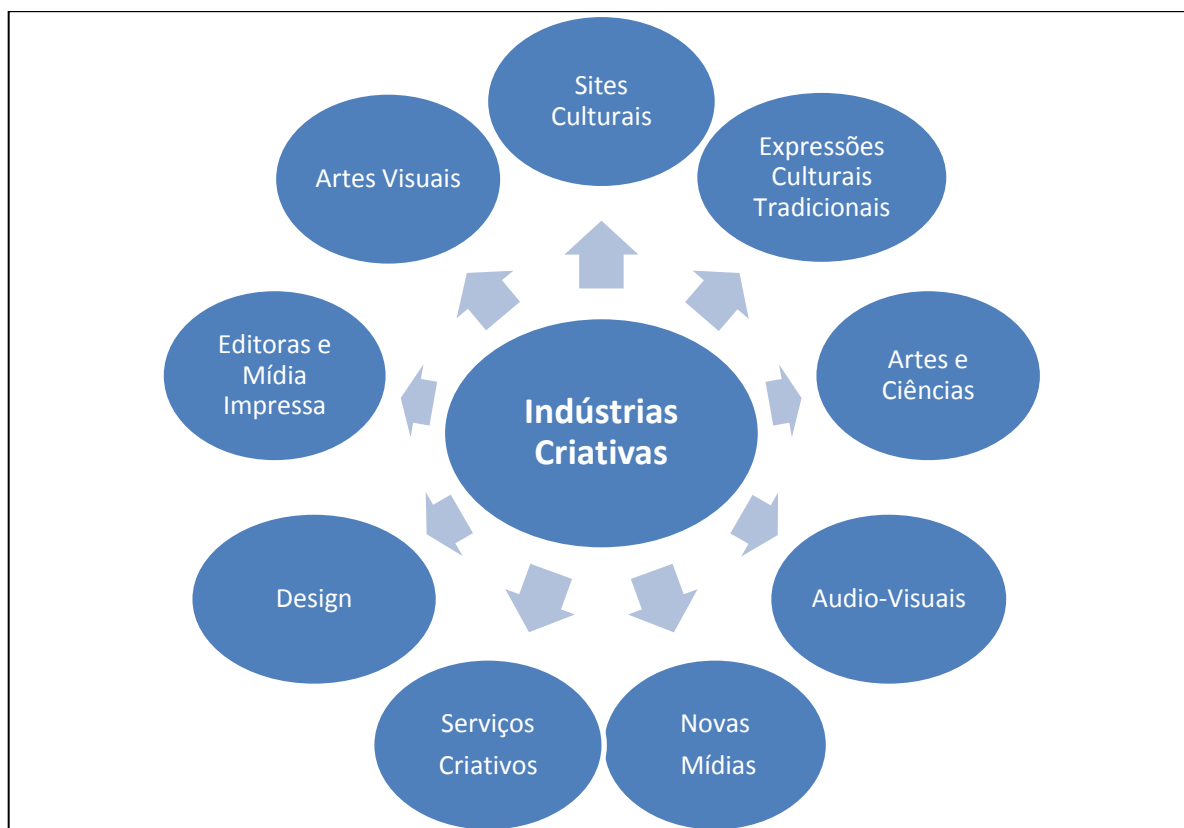 Sites
Culturais
Expressões
Culturais
Tradicionais
Artes Visuais
Editoras e
Mídia
Impressa
Artes e
Ciências
Indústrias
Criativas
Design
Audio-Visuais
Serviços
Criativos
Novas
Mídias